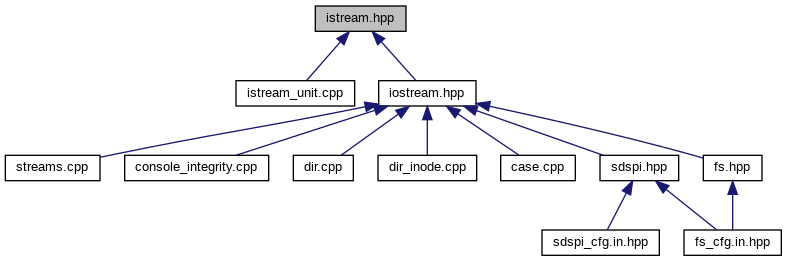 istream.hpp
istream_unit.cpp
iostream.hpp
streams.cpp
console_integrity.cpp
dir.cpp
dir_inode.cpp
case.cpp
sdspi.hpp
fs.hpp
sdspi_cfg.in.hpp
fs_cfg.in.hpp